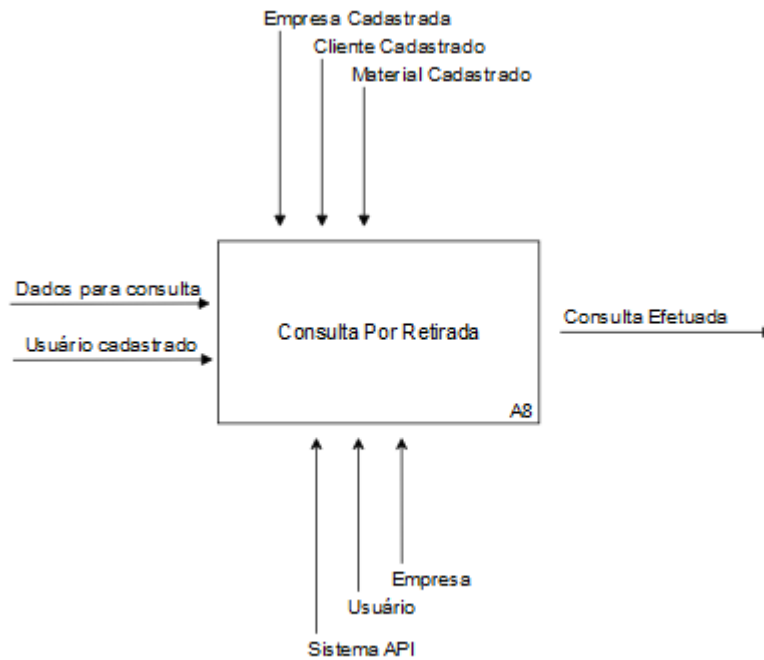 Empresa Cadastrada
Cliente Cadastrado
Material Cadastrado
Dados para consulta
Usuário cadastrado
Consulta Por Retirada
Consulta Efetuada
A8
Empresa
Usuário
Sistema API